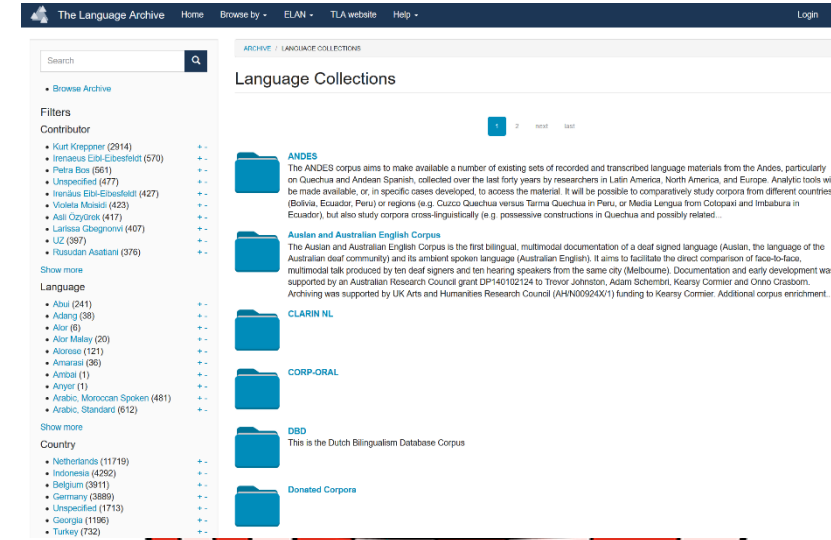 The Language Archive Home Browse by ELAN TLA website Help Login
Search
Browse Archive
Filters
Contributor
Kurt Kreppner (2914) + -
Irenaeus Eibl-Eibesfeldt (570) + -
Petra Bos (561) + -
Unspecified (477) + -
Irenäus Eibl-Eibesfeldt (427) + -
Violeta Moisidi (423) + -
Asli Özyürek (417) + -
Larissa Gbegnonvi (407) + -
UZ (397) + -
Rusudan Asatiani (376) + -
Show more
Language
Abui (241) + -
Adang (38) + -
Alor (6) + -
Alor Malay (20) + -
Alorese (121) + -
Amarasi (36) + -
Ambai (1) + -
Anyer (1) + -
Arabic, Moroccan Spoken (481) + -
Arabic, Standard (612) + -
Show more
Country
Netherlands (11719) + -
Indonesia (4292) + -
Belgium (3911) + -
Germany (3889) + -
Unspecified (1713) + -
Georgia (1196) + -
Turkey (732) + -
ARCHIVE / LANGUAGE COLLECTIONS
Language Collections
1 2 next last
ANDES
The ANDES corpus aims to make available a number of existing sets of recorded and transcribed language materials from the Andes, particularly
on Quechua and Andean Spanish, collected over the last forty years by researchers in Latin America, North America, and Europe. Analytic tools wi
be made available, or, in specific cases developed, to access the material. It will be possible to comparatively study corpora from different countries
(Bolivia, Ecuador, Peru) or regions (e.g. Cuzco Quechua versus Tarma Quechua in Peru, or Media Lengua from Cotopaxi and Imbabura in
Ecuador), but also study corpora cross-linguistically (e.g. possessive constructions in Quechua and possibly related...
Auslan and Australian English Corpus
The Auslan and Australian English Corpus is the first bilingual, multimodal documentation of a deaf signed language (Auslan, the language of the
Australian deaf community) and its ambient spoken language (Australian English). It aims to facilitate the direct comparison of face-to-face,
multimodal talk produced by ten deaf signers and ten hearing speakers from the same city (Melbourne). Documentation and early development was
supported by an Australian Research Council grant DP140102124 to Trevor Johnston, Adam Schembri, Kearsy Cormier and Onno Crasborn.
Archiving was supported by UK Arts and Humanities Research Council (AH/N00924X/1) funding to Kearsy Cormier. Additional corpus enrichment..
CLARIN NL
CORP-ORAL
DBD
This is the Dutch Bilingualism Database Corpus
Donated Corpora